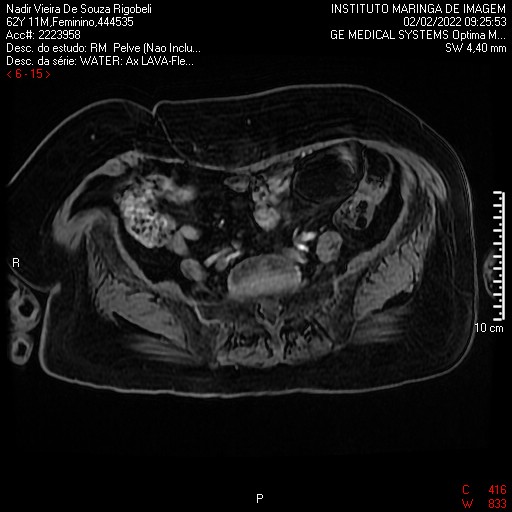 Nadir Vieira De Souza Rigobeli
INSTITUTO MARINGA DE IMAGEM
62Y 11M,Feminino,444535
02/02/2022 09:25:53
Acc#: 2223958
GE MEDICAL SYSTEMS Optima M...
Desc. do estudo: RM Pelve (Nao Inclu...
SW 4,40 mm
Desc. da série: WATER: Ax LAVA-Fle...
< 6 - 15 >
R
10 cm
P
C 416
W 833